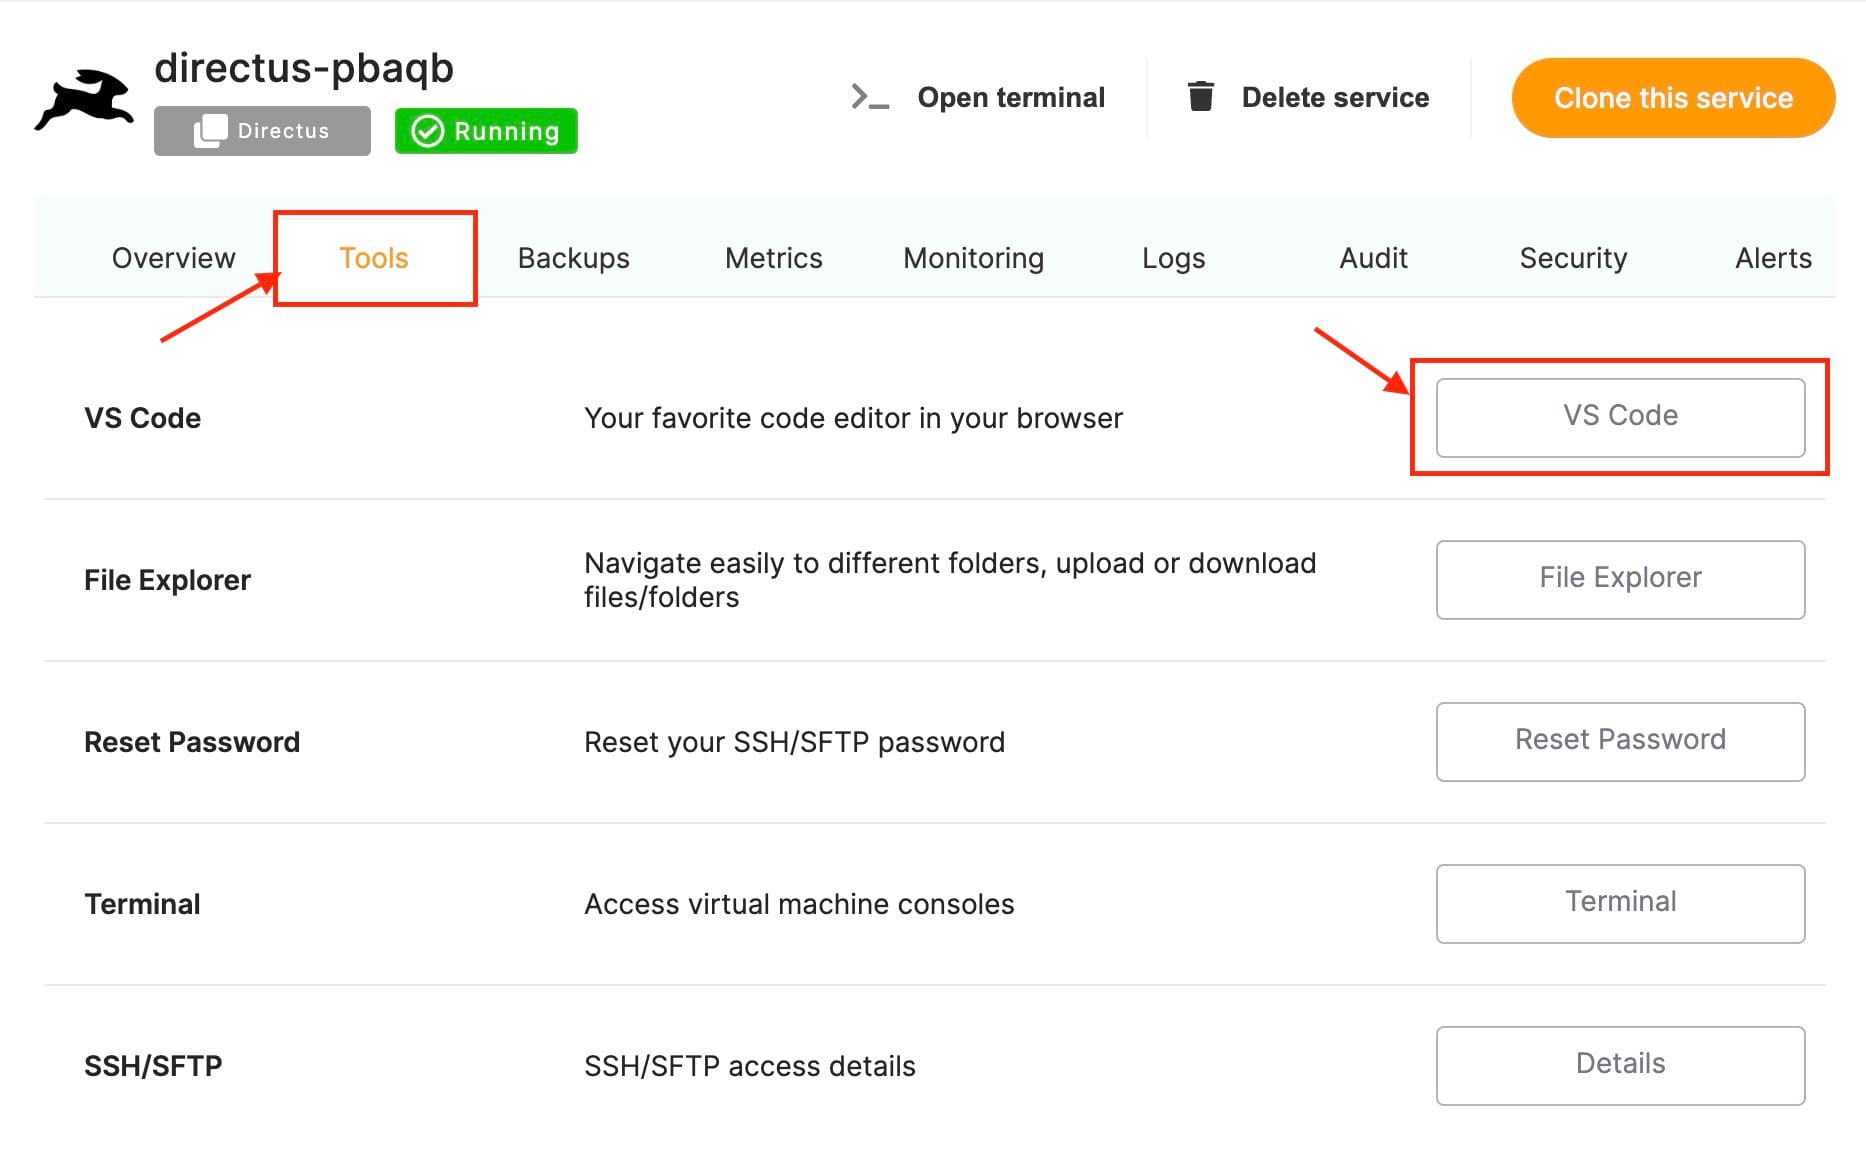 directus-pbaqb
Directus
Running
Open terminal
Delete service
Clone this service
Overview
Tools
Backups
Metrics
Monitoring
Logs
Audit
Security
Alerts
VS Code
Your favorite code editor in your browser
VS Code
File Explorer
Navigate easily to different folders, upload or download
files/folders
File Explorer
Reset Password
Reset your SSH/SFTP password
Reset Password
Terminal
Access virtual machine consoles
Terminal
SSH/SFTP
SSH/SFTP access details
Details